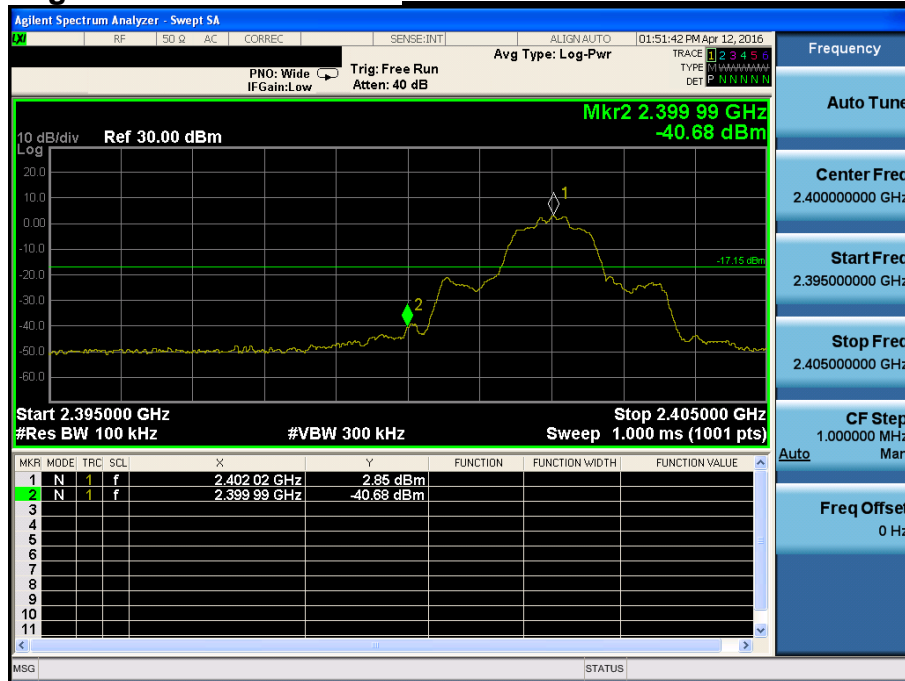 Agilent Spectrum Analyzer - Swept SA
LXI RF 50 Ω AC CORREC SENSE:INT ALIGN AUTO 01:51:42 PM Apr 12, 2016
Avg Type: Log-Pwr TRACE 1 2 3 4 5 6
PNO: Wide Trig: Free Run TYPE M WWWWW
IFGain:Low Atten: 40 dB DET P N N N N N
Mkr2 2.399 99 GHz
-40.68 dBm
10 dB/div Ref 30.00 dBm
Log
20.0
10.0
0.00
-10.0
-20.0
-30.0
-40.0
-50.0
-60.0
1
-17.15 dBm
2
Start 2.395000 GHz Stop 2.405000 GHz
#Res BW 100 kHz #VBW 300 kHz Sweep 1.000 ms (1001 pts)
MKR MODE TRC SCL X Y FUNCTION FUNCTION WIDTH FUNCTION VALUE
1 N 1 f 2.402 02 GHz 2.85 dBm
2 N 1 f 2.399 99 GHz -40.68 dBm
3
4
5
6
7
8
9
10
11
MSG STATUS
Frequency
Auto Tune
Center Freq
2.400000000 GHz
Start Freq
2.395000000 GHz
Stop Freq
2.405000000 GHz
CF Step
1.000000 MHz
Auto Man
Freq Offset
0 Hz